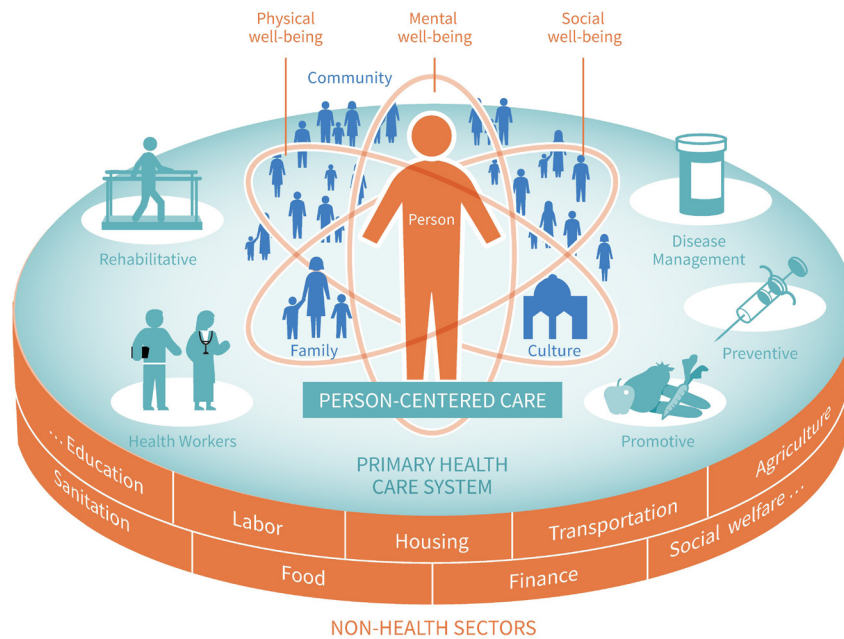 Physical
well-being
Mental
well-being
Social
well-being
Community
Person
Rehabilitative
Disease
Management
Family
Culture
Preventive
PERSON-CENTERED CARE
Health Workers
Promotive
PRIMARY HEALTH
CARE SYSTEM
... Education
Labor
Housing
Transportation
Agriculture
Sanitation
Food
Finance
Social welfare ...
NON-HEALTH SECTORS